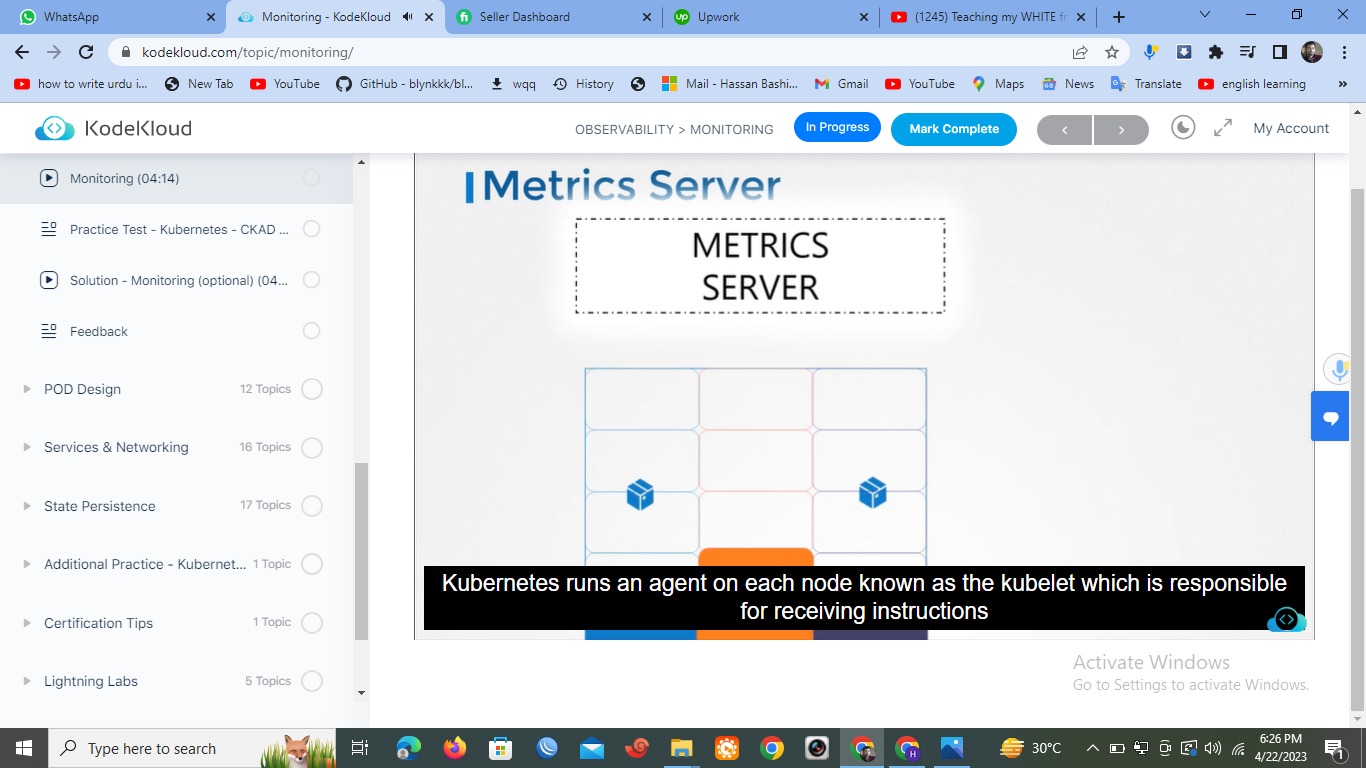 WhatsApp
Monitoring - KodeKloud
Seller Dashboard
Upwork
(1245) Teaching my WHITE fr
kodekloud.com/topic/monitoring/
how to write urdu i...
New Tab
YouTube
GitHub - blynkkk/bl...
wqq
History
Mail - Hassan Bashi...
Gmail
YouTube
Maps
News
Translate
english learning
»
KodeKloud
OBSERVABILITY > MONITORING
In Progress
Mark Complete
My Account
Monitoring (04:14)
Practice Test - Kubernetes - CKAD ...
Solution - Monitoring (optional) (04...
Feedback
POD Design 12 Topics
Services & Networking 16 Topics
State Persistence 17 Topics
Additional Practice - Kubernet... 1 Topic
Certification Tips 1 Topic
Lightning Labs 5 Topics
Metrics Server
METRICS
SERVER
Kubernetes runs an agent on each node known as the kubelet which is responsible
for receiving instructions
Activate Windows
Go to Settings to activate Windows.
Type here to search
30°C
6:26 PM
4/22/2023
1